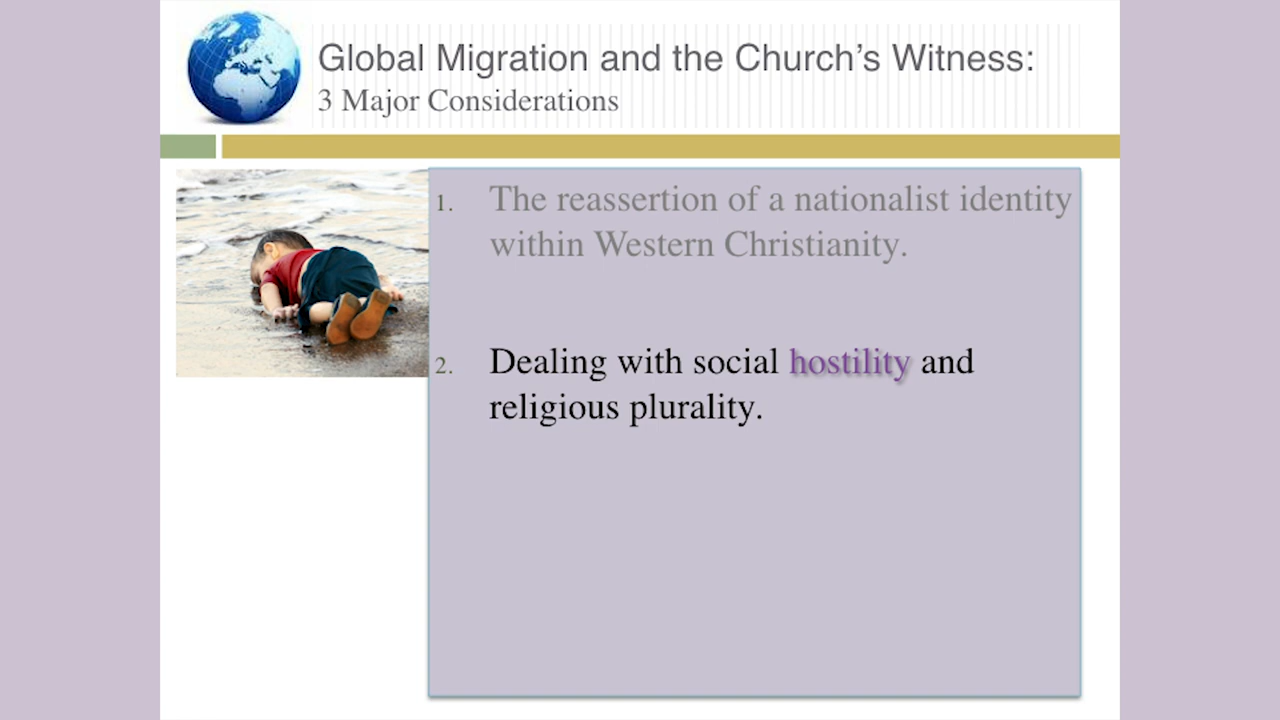 Global Migration and the Church’s Witness:
3 Major Considerations
1. The reassertion of a nationalist identity
within Western Christianity.
2. Dealing with social hostility and
religious plurality.